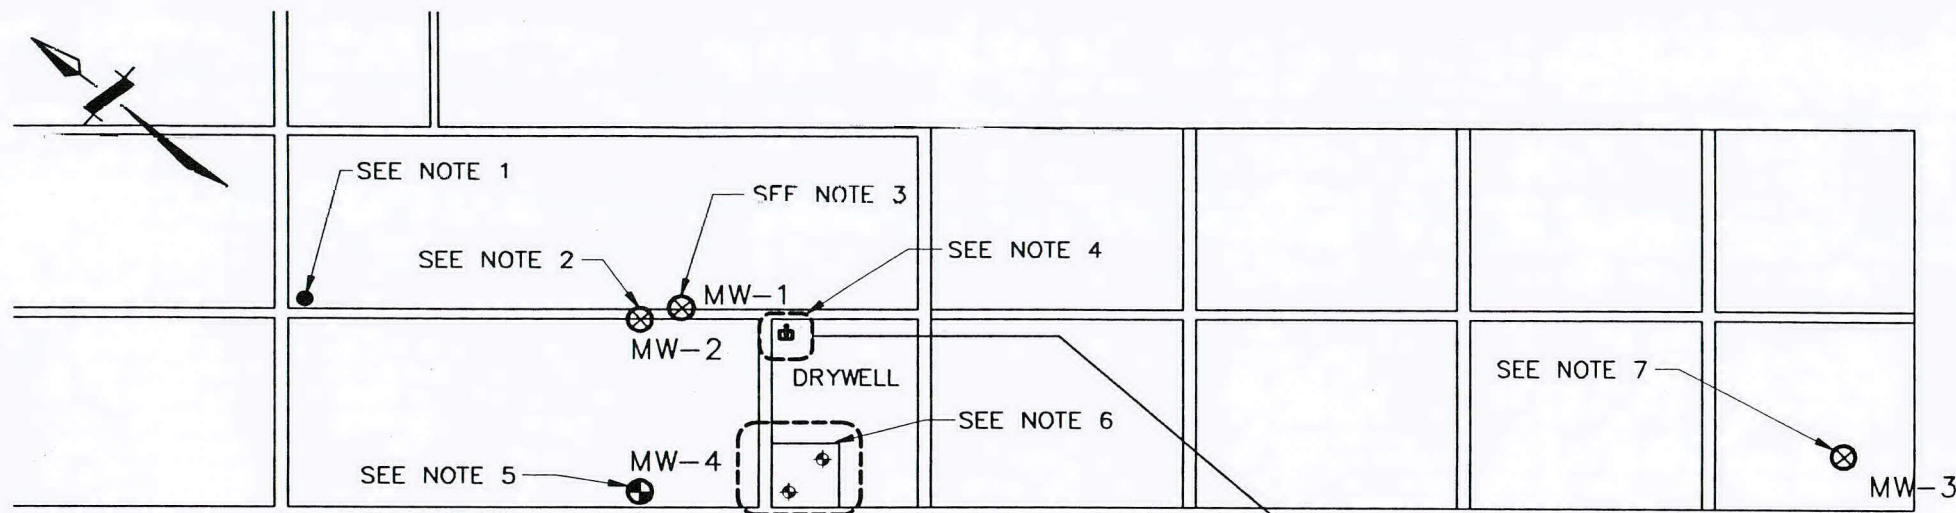 SEE NOTE 1
SEE NOTE 3
SEE NOTE 4
SEE NOTE 2
MW-1
MW-2
DRYWELL
SEE NOTE 7
SEE NOTE 6
MW-4
SEE NOTE 5
MW-3